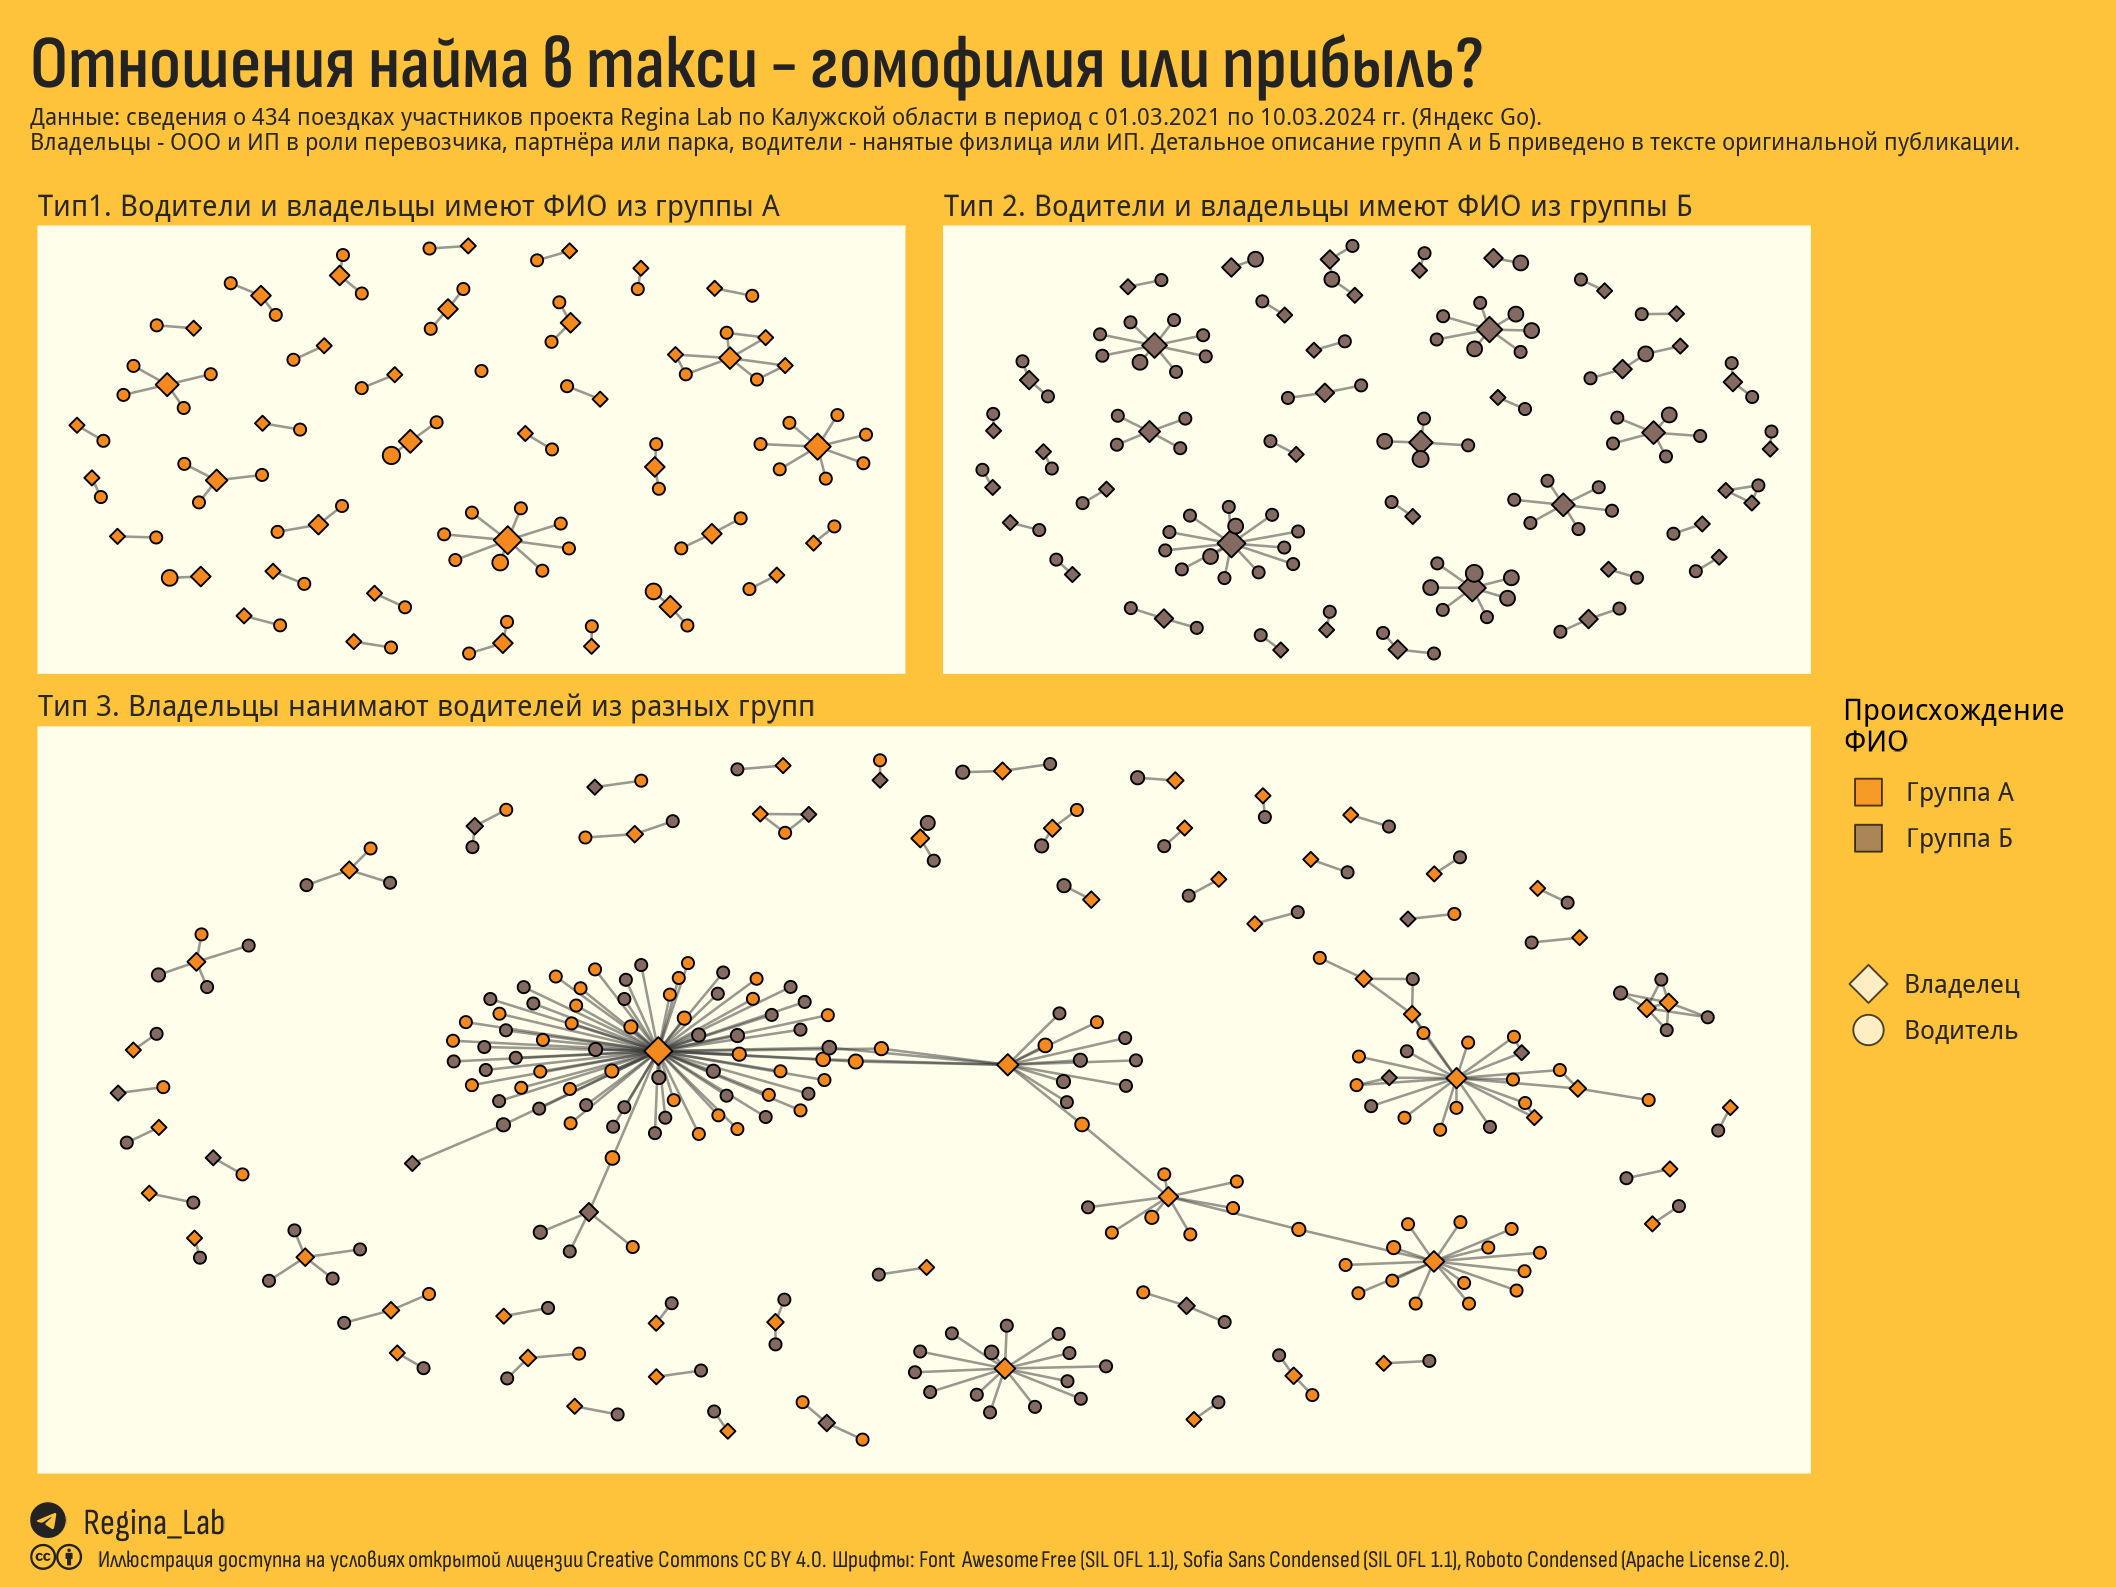 Отношения найма в такси - гомофилия или прибыль?
Данные: сведения о 434 поездках участников проекта Regina Lab по Калужской области в период с 01.03.2021 по 10.03.2024 гг. (Яндекс Go).
Владельцы - ООО и ИП в роли перевозчика, партнёра или парка, водители - нанятые физлица или ИП. Детальное описание групп А и Б приведено в тексте оригинальной публикации.
Тип1. Водители и владельцы имеют ФИО из группы А
Тип 2. Водители и владельцы имеют ФИО из группы Б
Тип 3. Владельцы нанимают водителей из разных групп
Происхождение
ФИО
Группа А
Группа Б
Владелец
Водитель
Regina_Lab
Иллюстрация доступна на условиях открытой лицензии Creative Commons CC BY 4.0. Шрифты: Font Awesome Free (SIL OFL 1.1), Sofia Sans Condensed (SIL OFL 1.1), Roboto Condensed (Apache License 2.0).